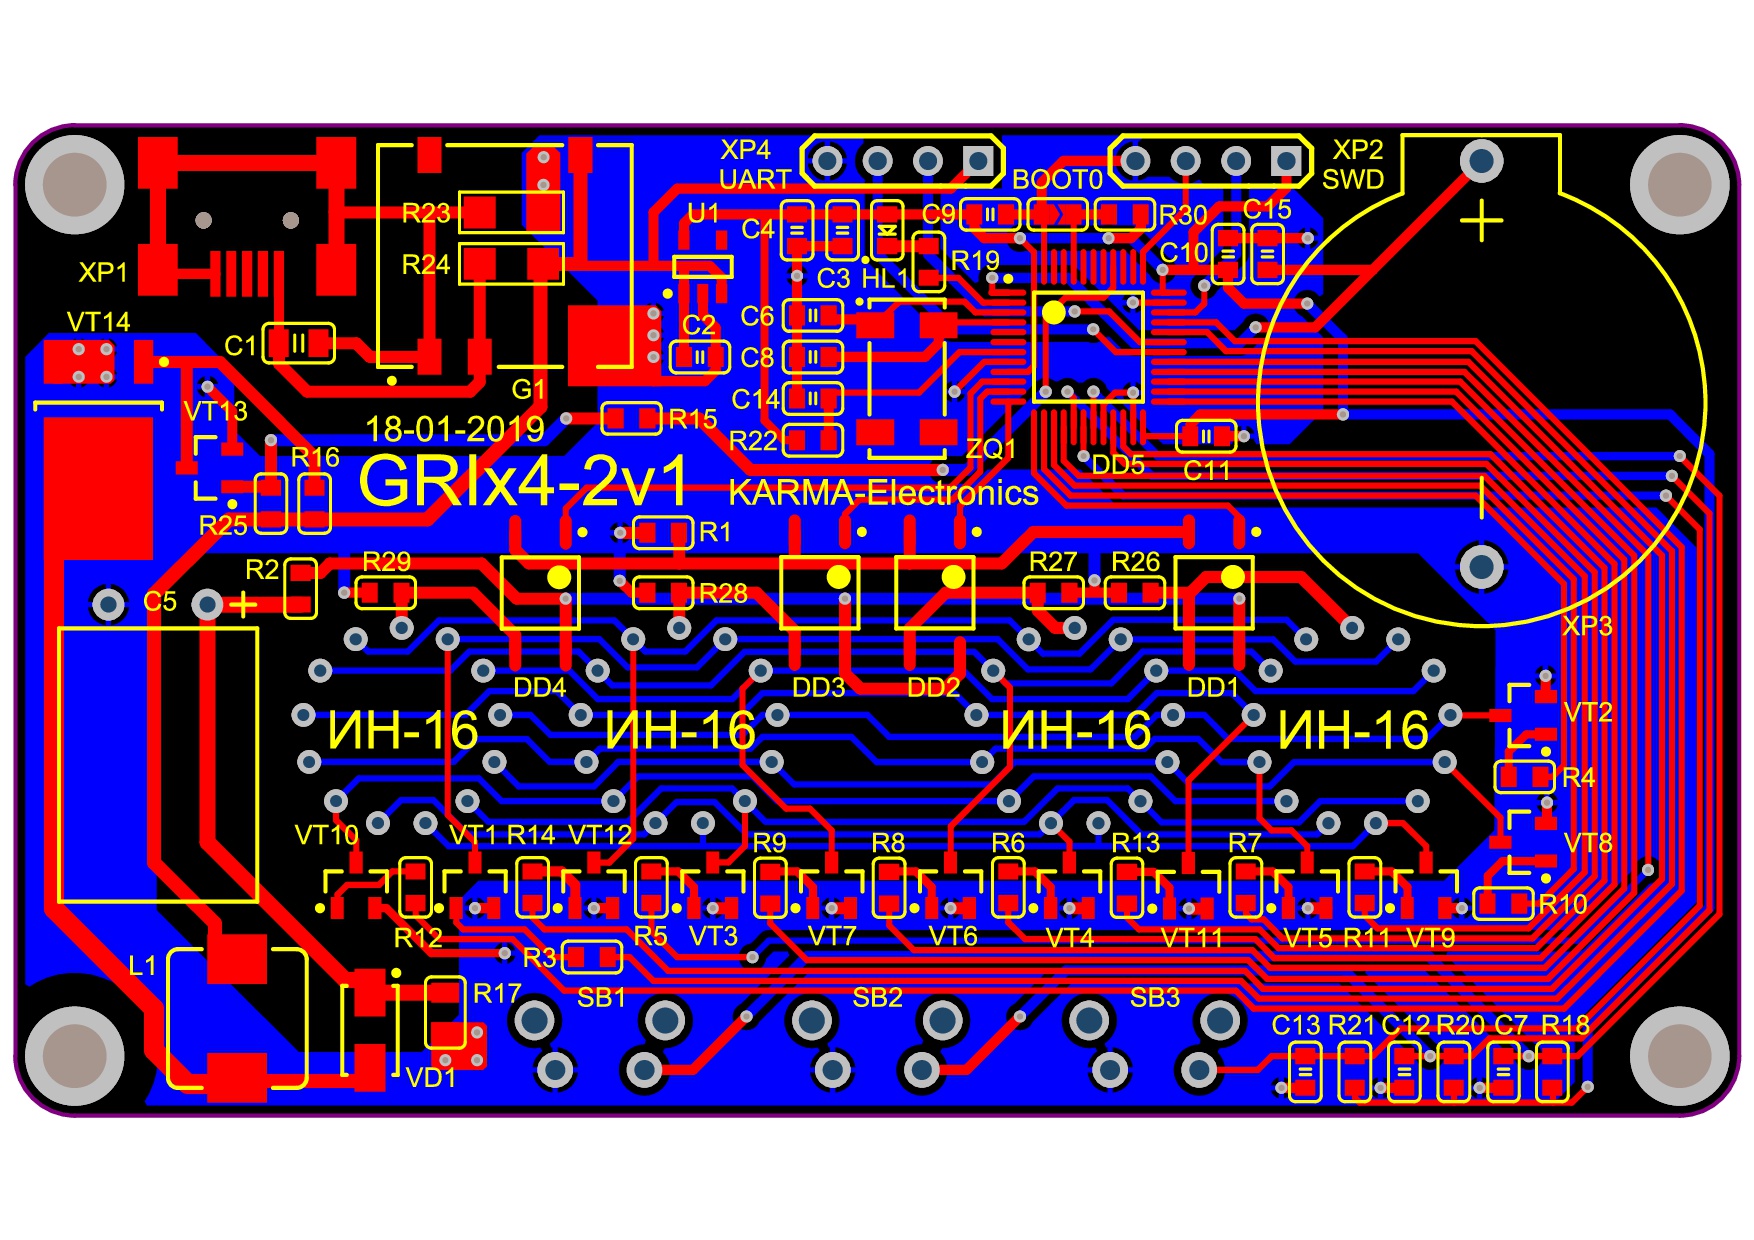 XP4
UART
BOOT0
XP2
SWD
R23
U1
C4
C9
R30
C15
R24
XP1
C3
HL1
R19
C10
VT14
C6
C2
C1
C8
G1
C14
VT13
18-01-2019
R15
R22
ZQ1
DD5
C11
R16
GRIx4-2v1
KARMA-Electronics
R25
R1
R2
R29
R27
R26
C5
R28
XP3
DD4
DD3
DD2
DD1
ИН-16
ИН-16
ИН-16
ИН-16
VT2
R4
VT10
VT1
R14
VT12
R9
R8
R6
R13
R7
VT8
R10
R12
R5
VT3
VT7
VT6
VT4
VT11
VT5
R11
VT9
L1
R3
R17
SB1
SB2
SB3
C13
R21
C12
R20
C7
R18
VD1